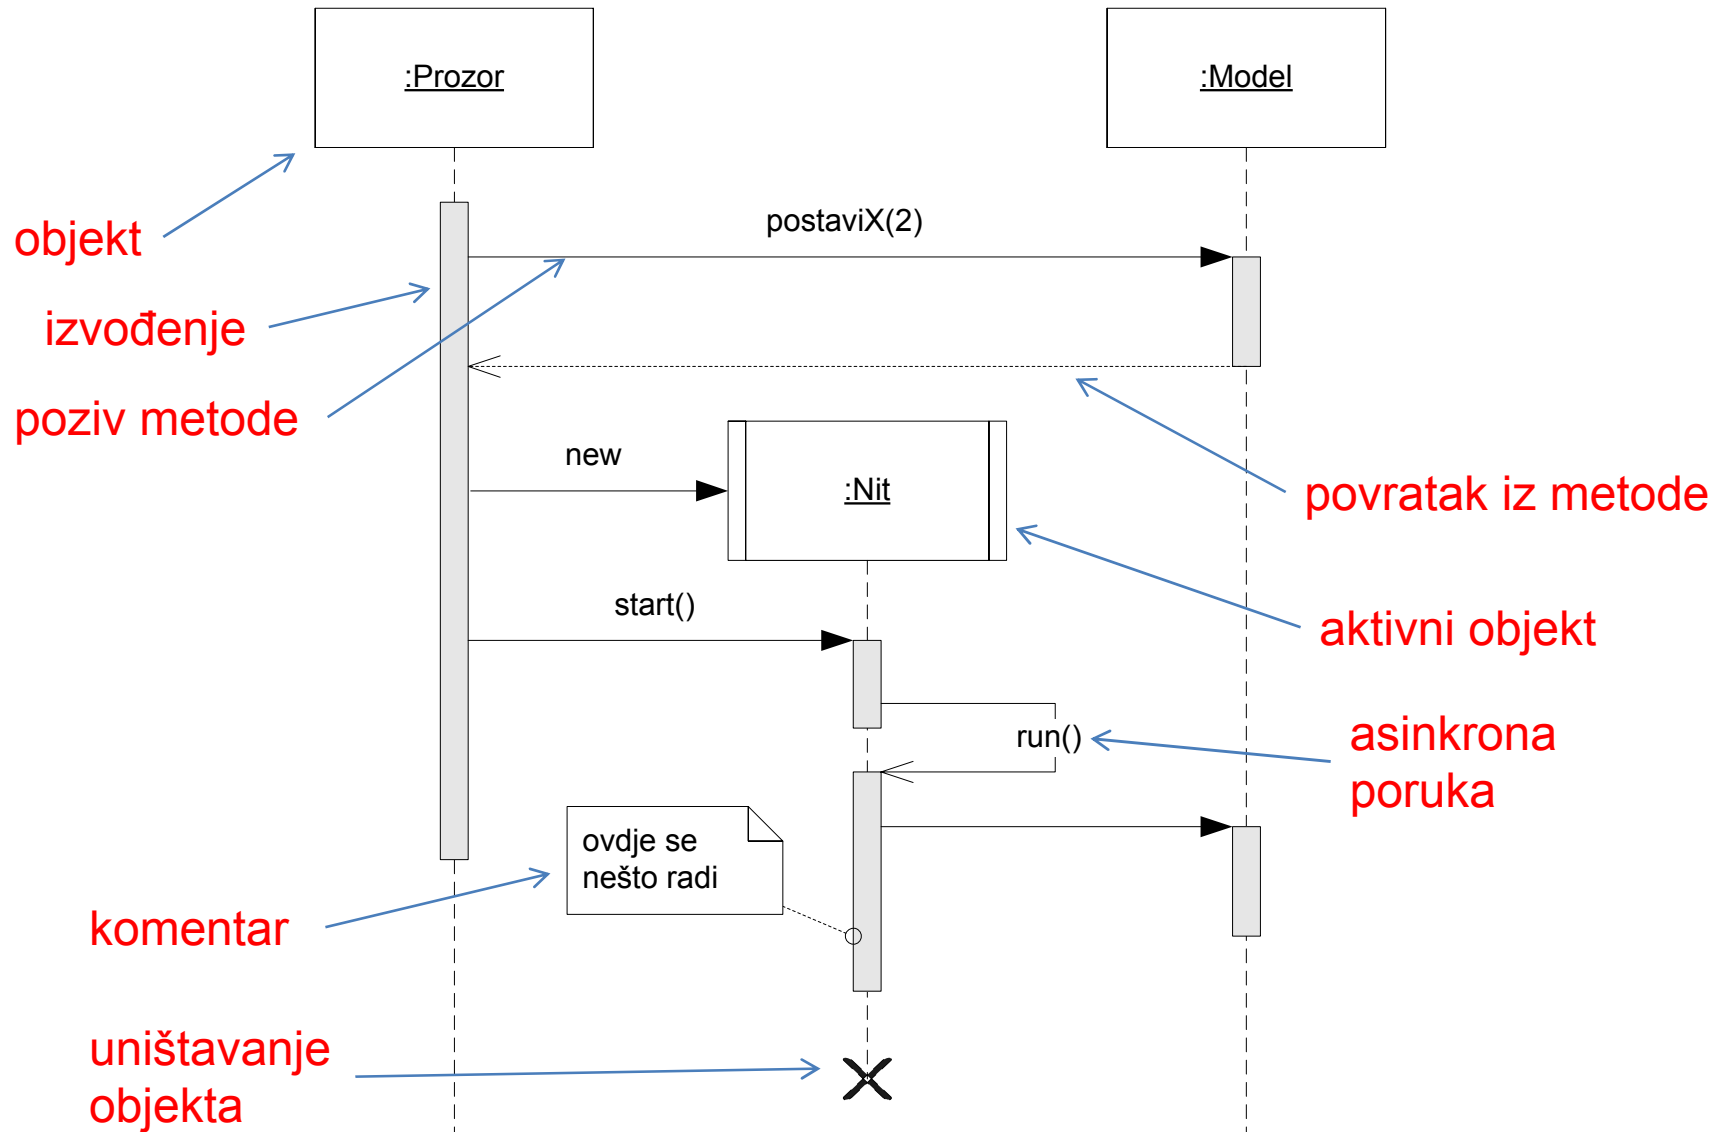 :Prozor
:Model
postaviX(2)
objekt
izvođenje
poziv metode
new
:Nit
povratak iz metode
start()
aktivni objekt
run()
asinkrona
poruka
ovdje se
nešto radi
komentar
uništavanje
objekta